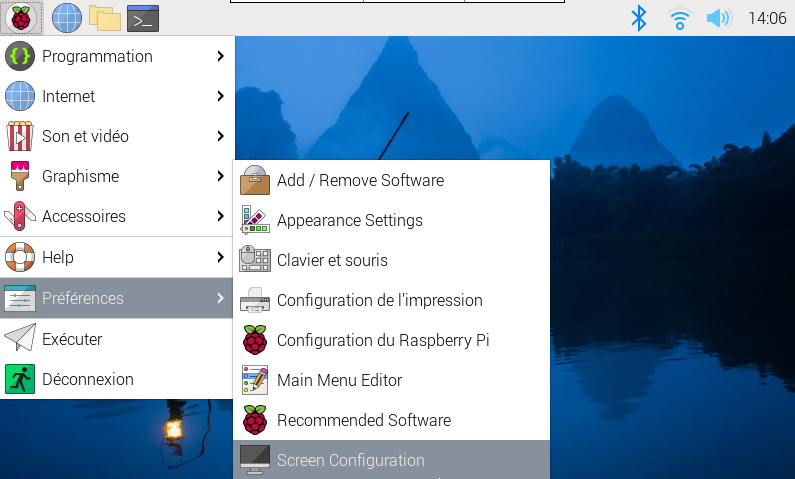 14:06
Programmation
Internet
Son et vidéo
Graphisme
Accessoires
Help
Préférences
Exécuter
Déconnexion
Add / Remove Software
Appearance Settings
Clavier et souris
Configuration de l'impression
Configuration du Raspberry Pi
Main Menu Editor
Recommended Software
Screen Configuration